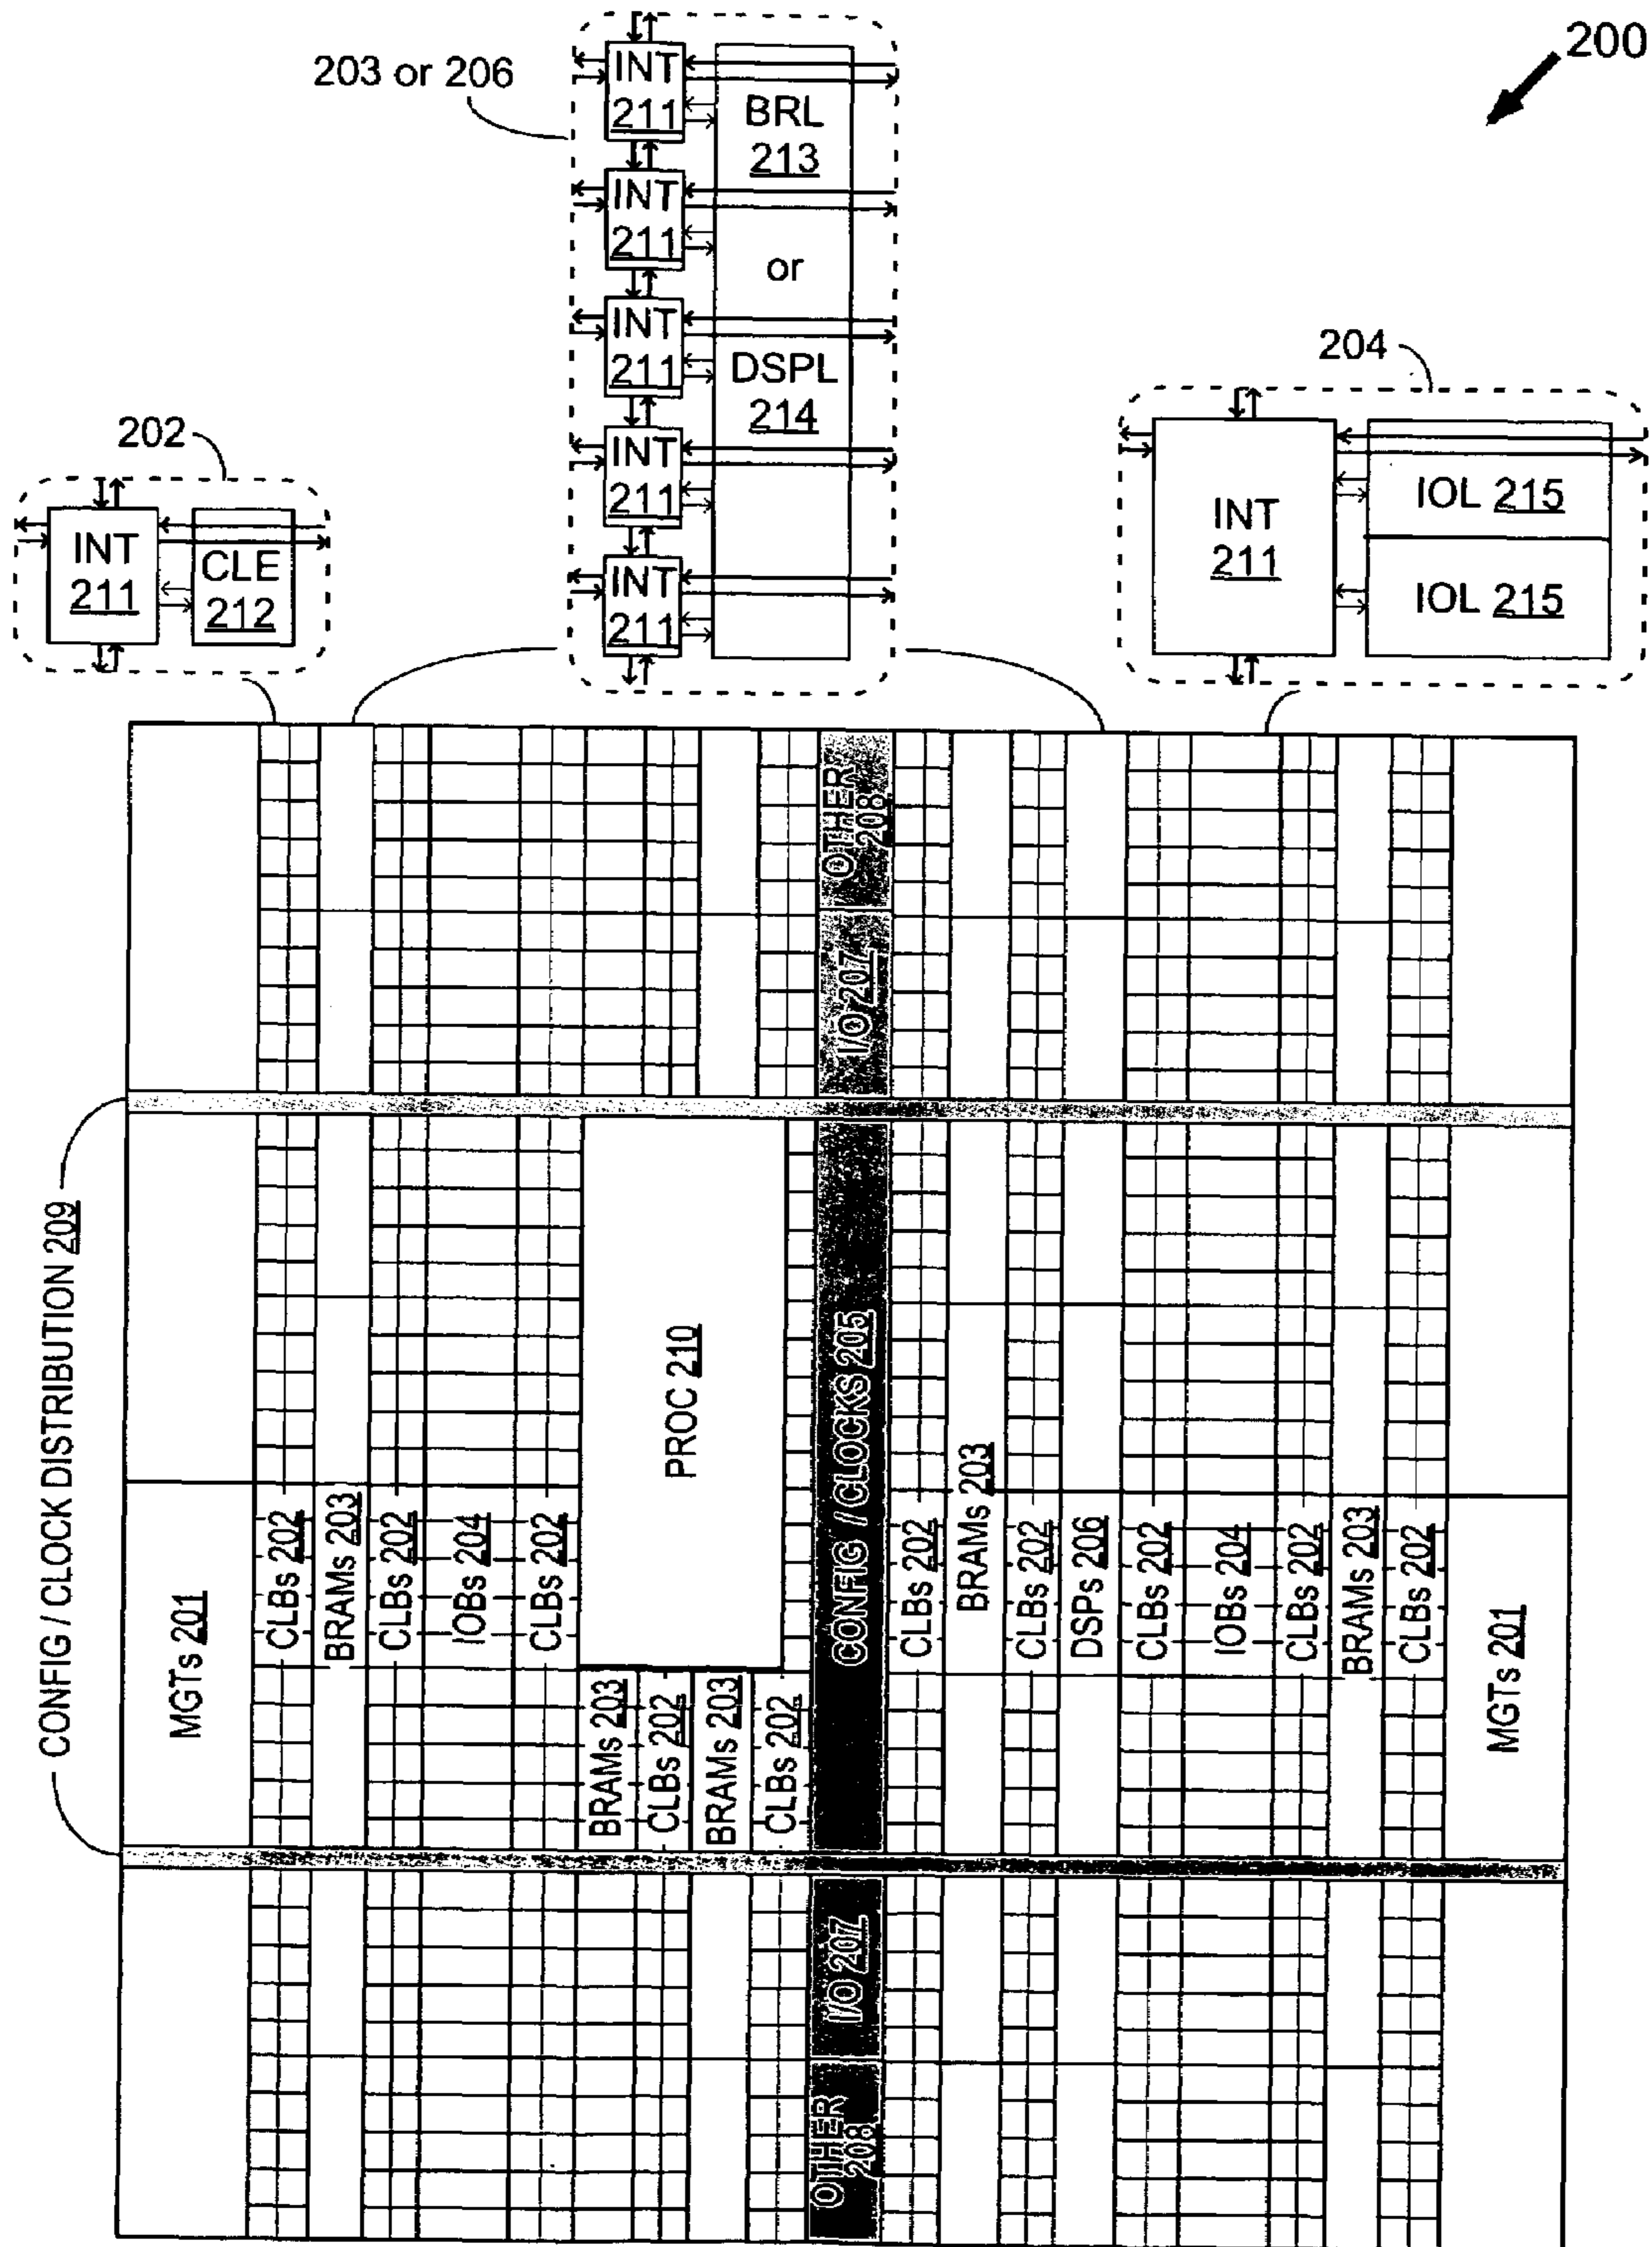 200
203 or 206
INT
211
INT
211
INT
211
INT
211
INT
211
BRL
213
or
DSPL
214
204
INT
211
IOL 215
IOL 215
202
INT
211
CLE
212
CONFIG / CLOCK DISTRIBUTION 209
MGTs 201
CLBs 202
BRAMs 203
CLBs 202
IOBs 204
CLBs 202
PROC 210
BRAMs 203
CLBs 202
BRAMs 203
CLBs 202
OTHER
208
I/O 207
CONFIG / CLOCKS 205
I/O 207
OTHER
208
CLBs 202
BRAMs 203
CLBs 202
DSPs 206
CLBs 202
IOBs 204
CLBs 202
BRAMs 203
CLBs 202
MGTs 201